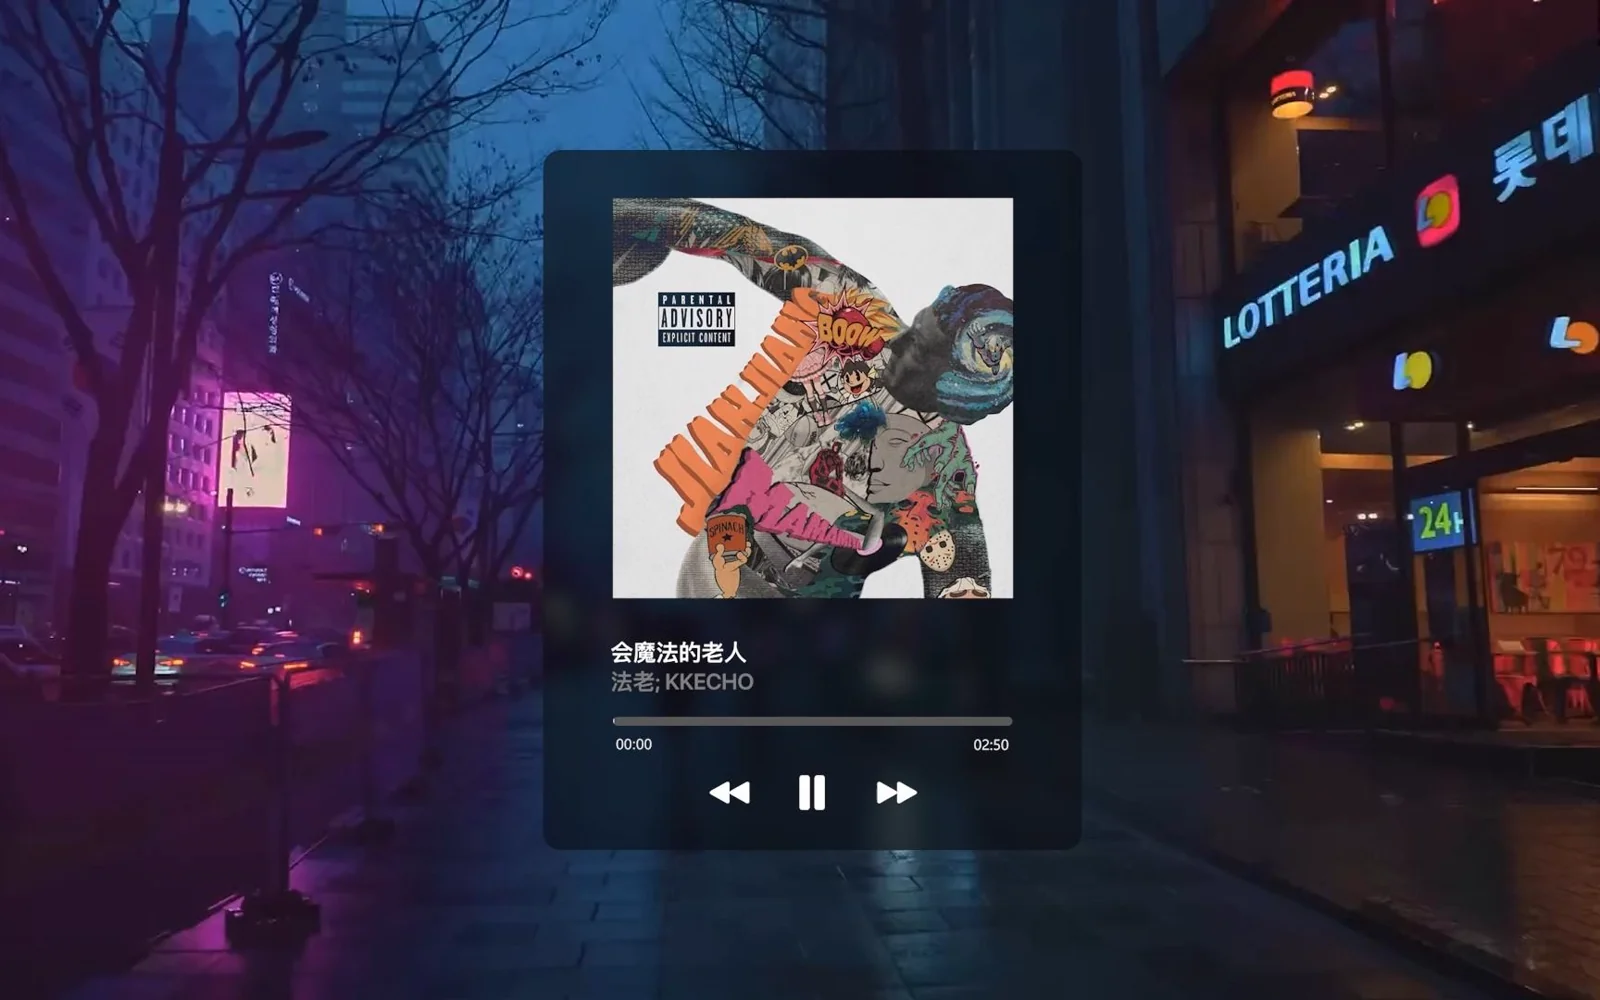 롯데
LOTTERIA
24H
PARENTAL
ADVISORY
EXPLICIT CONTENT
BOOM
SPINACH
会魔法的老人
法老; KKECHO
00:00
02:50